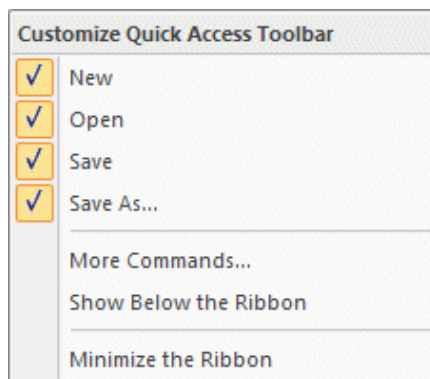 Customize Quick Access Toolbar
New
Open
Save
Save As...
More Commands...
Show Below the Ribbon
Minimize the Ribbon